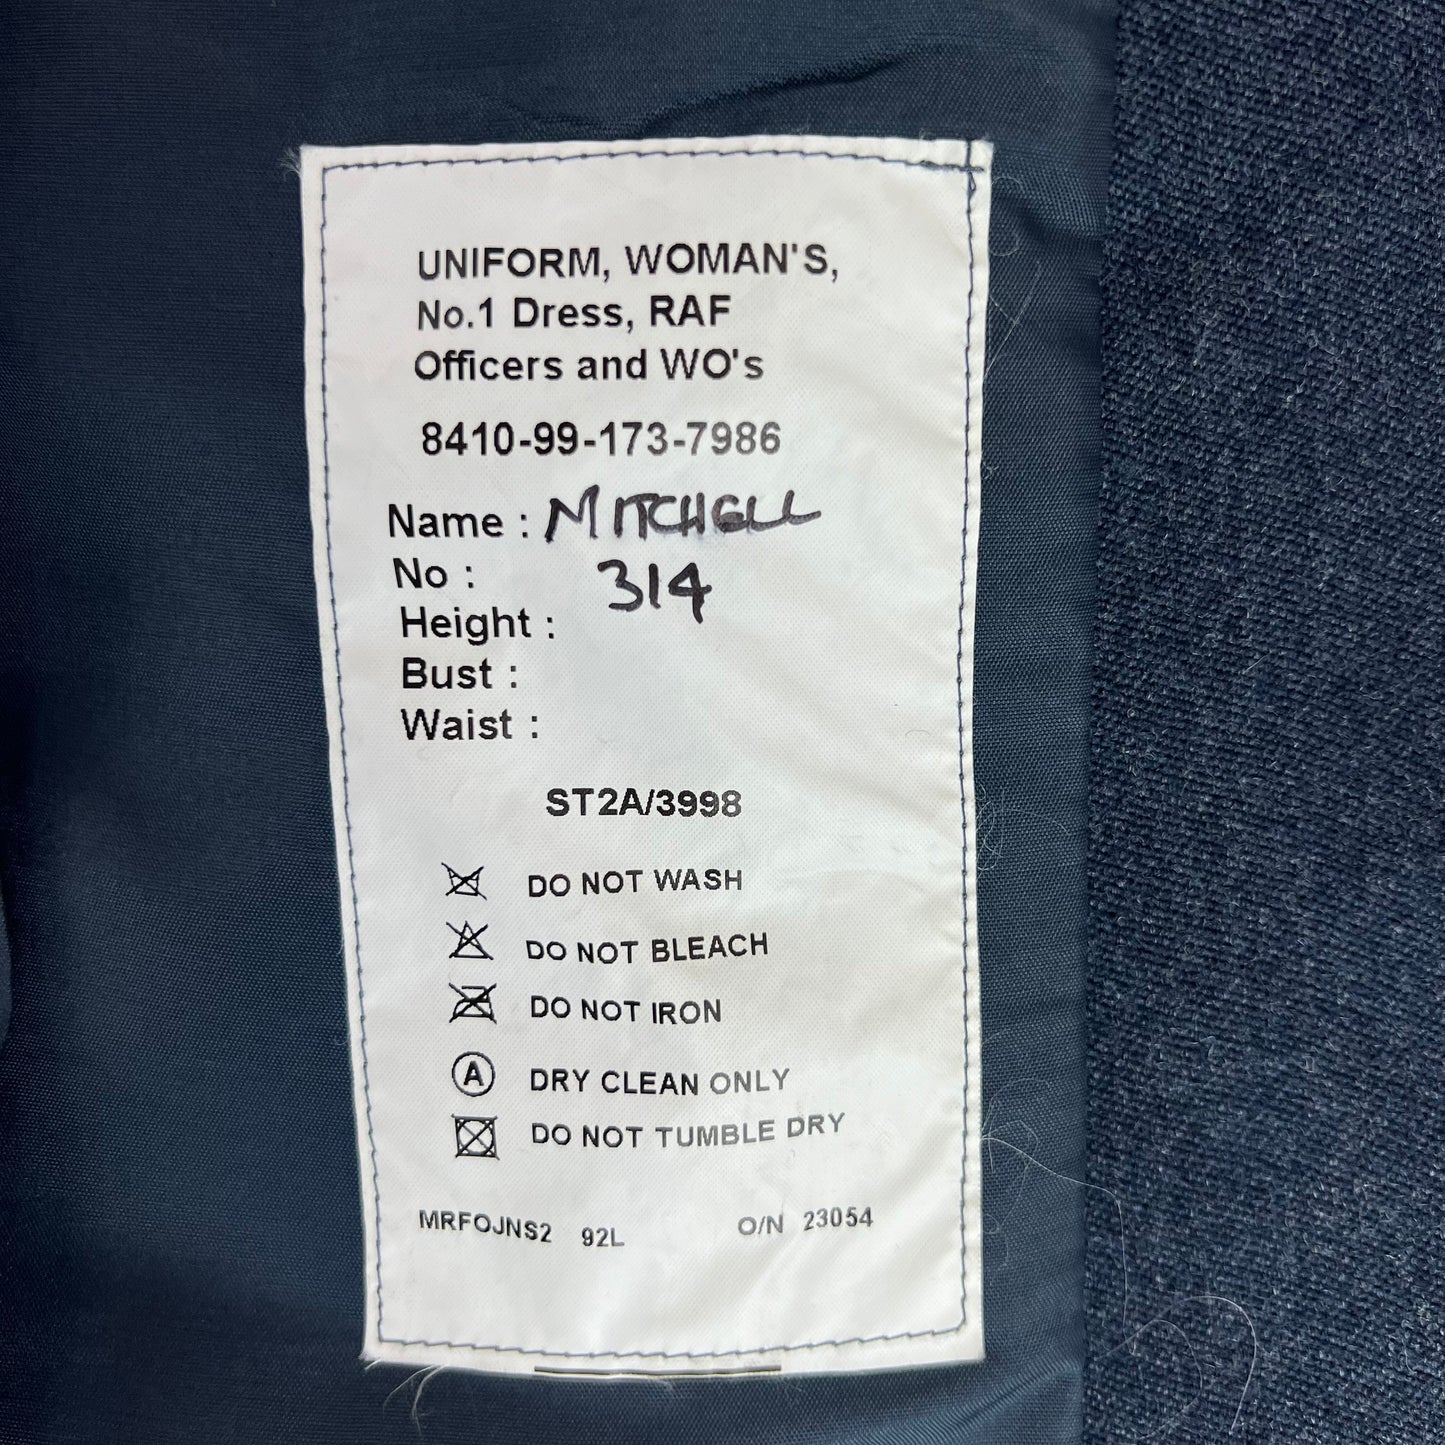 UNIFORM, WOMAN'S,
No.1 Dress, RAF
Officers and WO's
8410-99-173-7986
Name : MITCHELL
No : 314
Height :
Bust :
Waist :
ST2A/3998
DO NOT WASH
DO NOT BLEACH
DO NOT IRON
A DRY CLEAN ONLY
DO NOT TUMBLE DRY
MRFOJNS2 92L O/N 23054